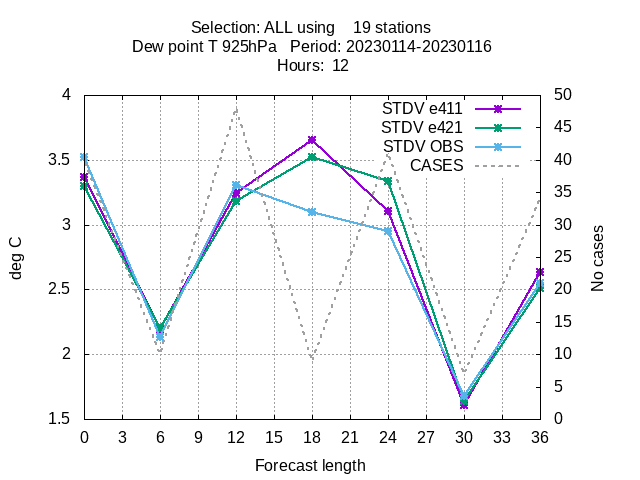 Selection: ALL using    19 stations
Dew point T 925hPa   Period: 20230114-20230116
Hours:  12
STDV e411
STDV e421
STDV OBS
CASES
4
3.5
3
2.5
2
1.5
deg C
50
45
40
35
30
25
20
15
10
5
0
No cases
0 3 6 9 12 15 18 21 24 27 30 33 36
Forecast length